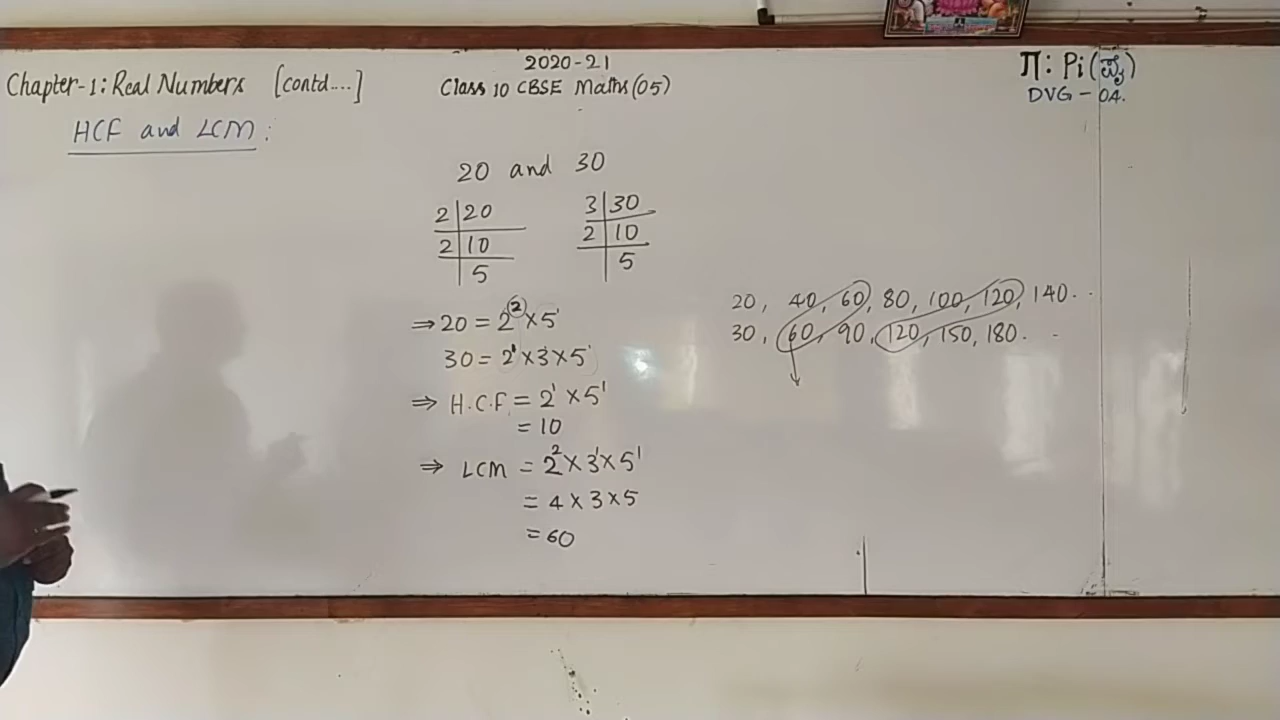 2020-21
Chapter-1: Real Numbers [contd....]
Class 10 CBSE Maths (05)
π: Pi (ಪೈ)
DVG - 04.
HCF and LCM:
20 and 30
2 20
2 10
5
3 30
2 10
5
⇒ 20 = 2² × 5¹
30 = 2¹ × 3¹ × 5¹
⇒ H.C.F. = 2¹ × 5¹
= 10
⇒ LCM = 2² × 3¹ × 5¹
= 4 × 3 × 5
= 60
20, 40, 60, 80, 100, 120, 140...
30, 60, 90, 120, 150, 180. .